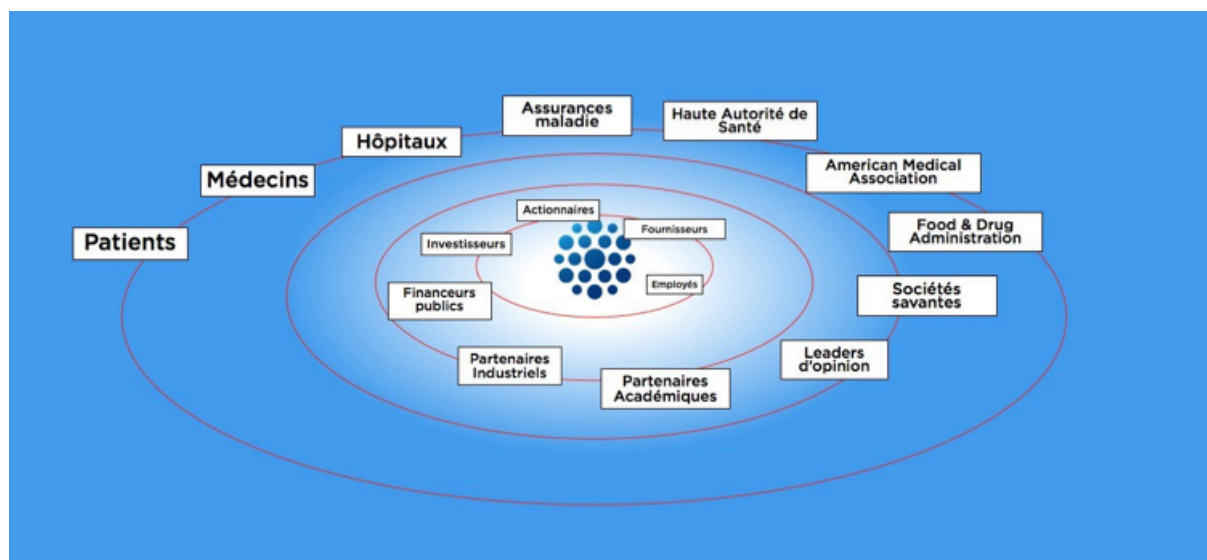 Assurances
maladie
Haute Autorité de
Santé
Hôpitaux
American Medical
Association
Médecins
Actionnaires
Fournisseurs
Food & Drug
Administration
Patients
Investisseurs
Employés
Financeurs
publics
Sociétés
savantes
Partenaires
Industriels
Leaders
d'opinion
Partenaires
Académiques